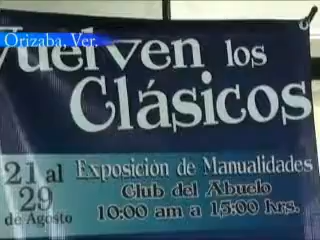 Orizaba, Ver.
Vuelven los
Clásicos
21 al
29
de Agosto
Exposición de Manualidades
Club del Abuelo
10:00 am a 15:00 hrs.